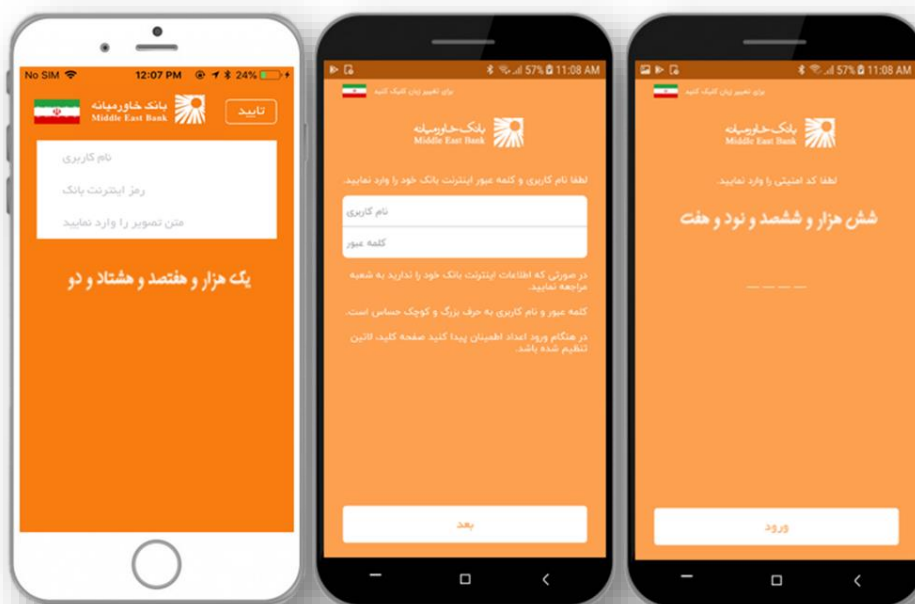 No SIM 12:07 PM 24%
بانک خاورمیانه
Middle East Bank
تایید
نام کاربری
رمز اینترنت بانک
متن تصویر را وارد نمایید
یک هزار و هفتصد و هشتاد و دو
57% 11:08 AM
برای تغییر زبان کلیک کنید
بانک خاورمیانه
Middle East Bank
لطفا نام کاربری و کلمه عبور اینترنت بانک خود را وارد نمایید.
نام کاربری
کلمه عبور
در صورتی که اطلاعات اینترنت بانک خود را ندارید به شعبه
مراجعه نمایید.
کلمه عبور و نام کاربری به حرف بزرگ و کوچک حساس است.
در هنگام ورود اعداد اطمینان پیدا کنید صفحه کلید، لاتین
تنظیم شده باشد.
بعد
57% 11:08 AM
برای تغییر زبان کلیک کنید
بانک خاورمیانه
Middle East Bank
لطفا کد امنیتی را وارد نمایید.
شش هزار و ششصد و نود و هفت
ورود